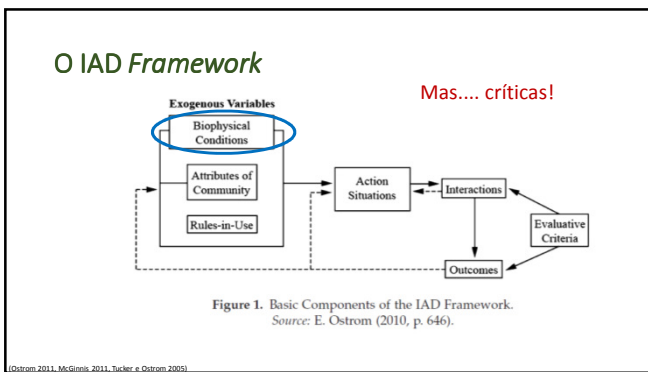 O IAD Framework
Mas.... críticas!
Exogenous Variables
Biophysical
Conditions
Attributes of
Community
Rules-in-Use
Action
Situations
Interactions
Evaluative
Criteria
Outcomes
Figure 1. Basic Components of the IAD Framework.
Source: E. Ostrom (2010, p. 646).
(Ostrom 2011, McGinnis 2011, Tucker e Ostrom 2005)